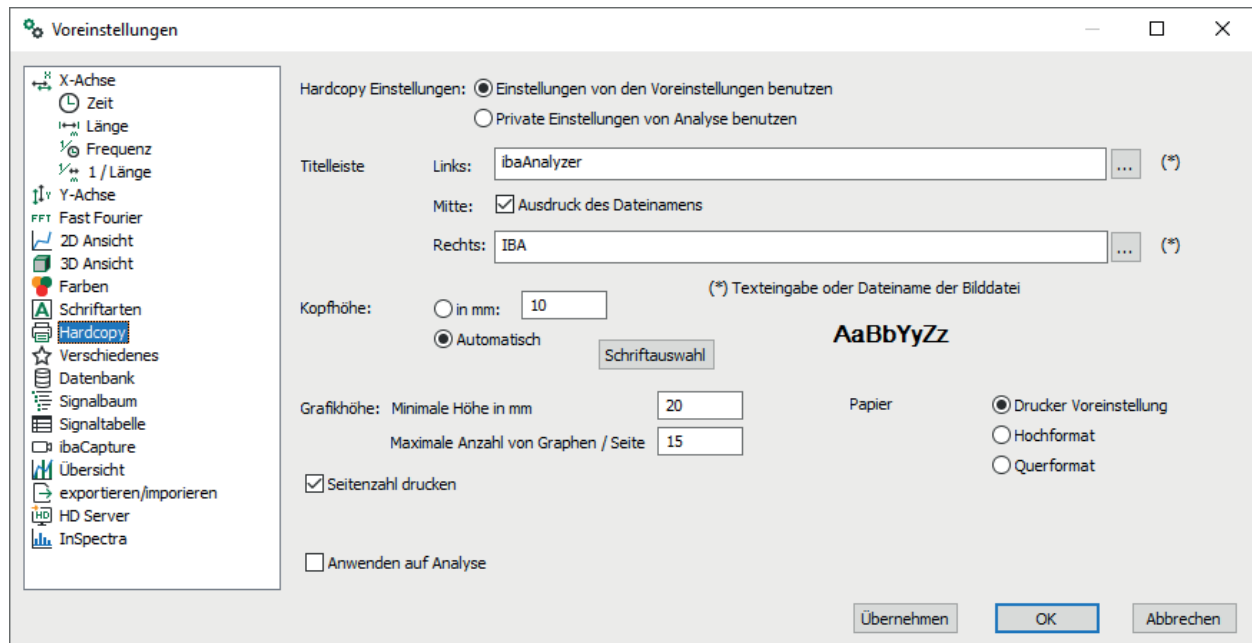 Voreinstellungen
X-Achse
Zeit
Länge
Frequenz
1 / Länge
Y-Achse
FFT Fast Fourier
2D Ansicht
3D Ansicht
Farben
Schriftarten
Hardcopy
Verschiedenes
Datenbank
Signalbaum
Signaltabelle
ibaCapture
Übersicht
exportieren/imporieren
HD HD Server
InSpectra
Hardcopy Einstellungen: Einstellungen von den Voreinstellungen benutzen
Private Einstellungen von Analyse benutzen
Titelleiste Links: ibaAnalyzer ... (*)
Mitte: Ausdruck des Dateinamens
Rechts: IBA ... (*)
(*) Texteingabe oder Dateiname der Bilddatei
Kopfhöhe: in mm: 10
Automatisch
Schriftauswahl
AaBbYyZz
Grafikhöhe: Minimale Höhe in mm 20
Maximale Anzahl von Graphen / Seite 15
Papier Drucker Voreinstellung
Hochformat
Querformat
Seitenzahl drucken
Anwenden auf Analyse
Übernehmen OK Abbrechen